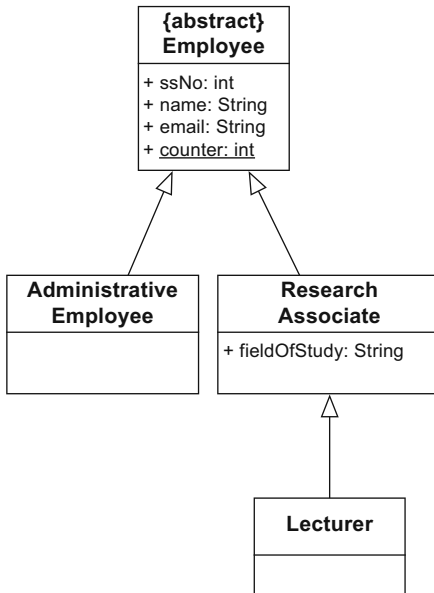 {abstract}
Employee
+ ssNo: int
+ name: String
+ email: String
+ counter: int
Administrative
Employee
Research
Associate
+ fieldOfStudy: String
Lecturer